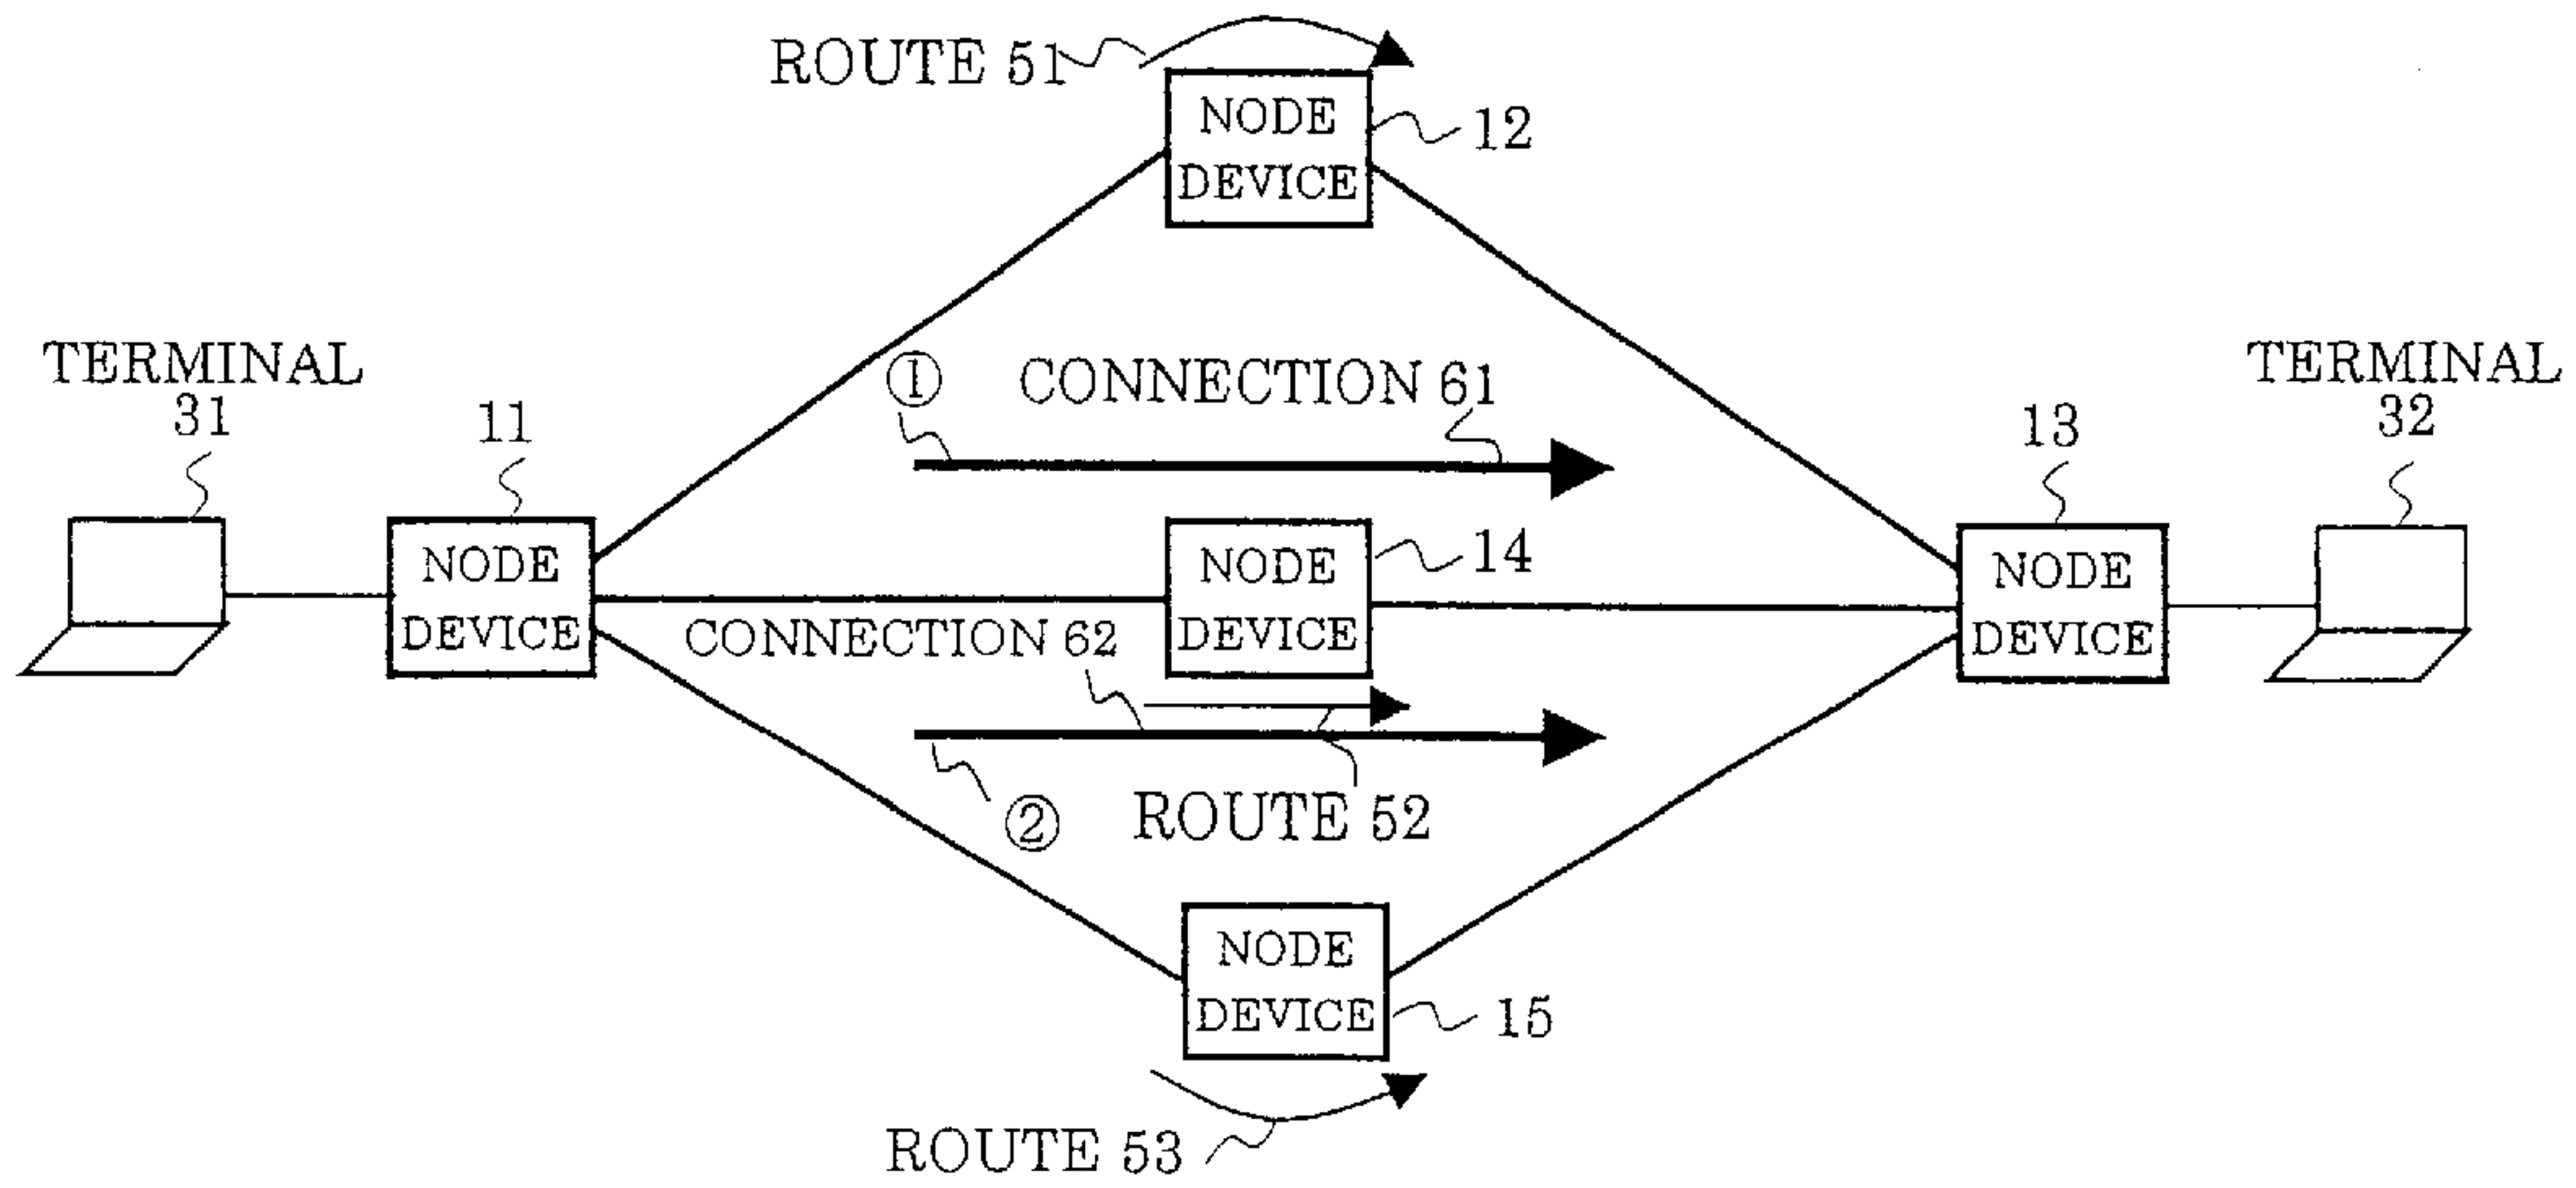 ROUTE 51
NODE
DEVICE
12
TERMINAL
31
11
① CONNECTION 61
13
TERMINAL
32
NODE
DEVICE
NODE
DEVICE
14
NODE
DEVICE
CONNECTION 62
② ROUTE 52
NODE
DEVICE
15
ROUTE 53